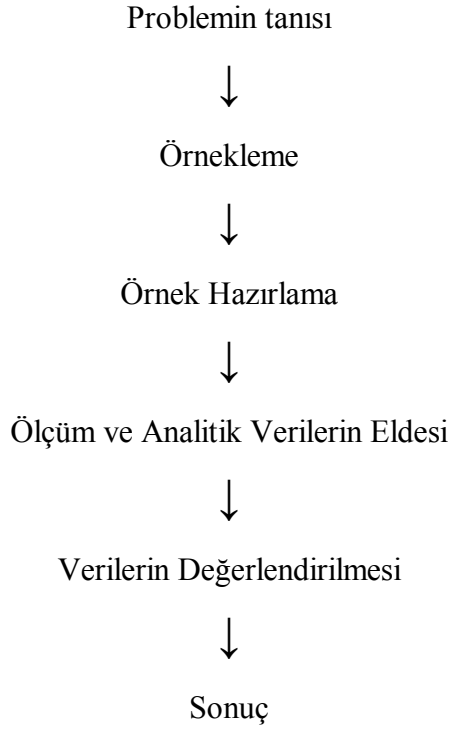 Problemin tanısı
↓
Örnekleme
↓
Örnek Hazırlama
↓
Ölçüm ve Analitik Verilerin Eldesi
↓
Verilerin Değerlendirilmesi
↓
Sonuç